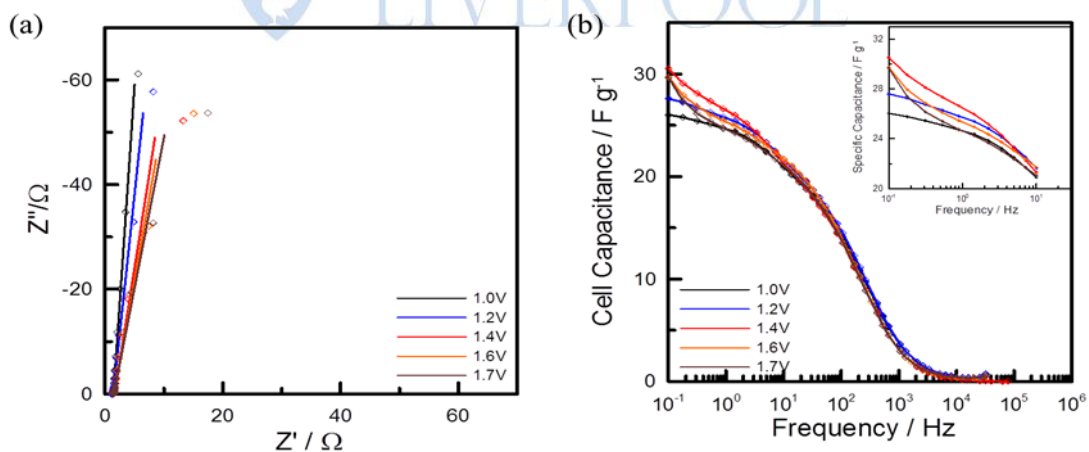 LIVERPOOL
(a)
-60
-40
-20
0
Z''/Ω
0
20
40
60
Z' / Ω
1.0V
1.2V
1.4V
1.6V
1.7V
(b)
30
20
10
0
Cell Capacitance / F g⁻¹
10⁻¹
10⁰
10¹
10²
10³
10⁴
10⁵
10⁶
Frequency / Hz
1.0V
1.2V
1.4V
1.6V
1.7V
32
28
24
20
Specific Capacitance / F g⁻¹
10⁻¹
10⁰
10¹
Frequency / Hz